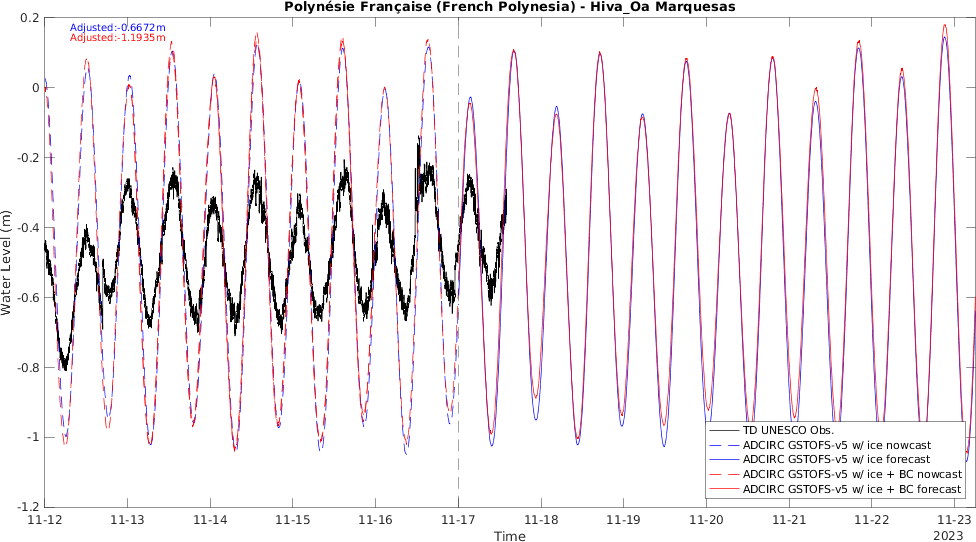 Polynésie Française (French Polynesia) - Hiva_Oa Marquesas
Adjusted:-0.6672m
Adjusted:-1.1935m
0.2
0
-0.2
-0.4
-0.6
-0.8
-1
-1.2
Water Level (m)
TD UNESCO Obs.
ADCIRC GSTOFS-v5 w/ ice nowcast
ADCIRC GSTOFS-v5 w/ ice forecast
ADCIRC GSTOFS-v5 w/ ice + BC nowcast
ADCIRC GSTOFS-v5 w/ ice + BC forecast
11-12 11-13 11-14 11-15 11-16 11-17 11-18 11-19 11-20 11-21 11-22 11-23
Time
2023